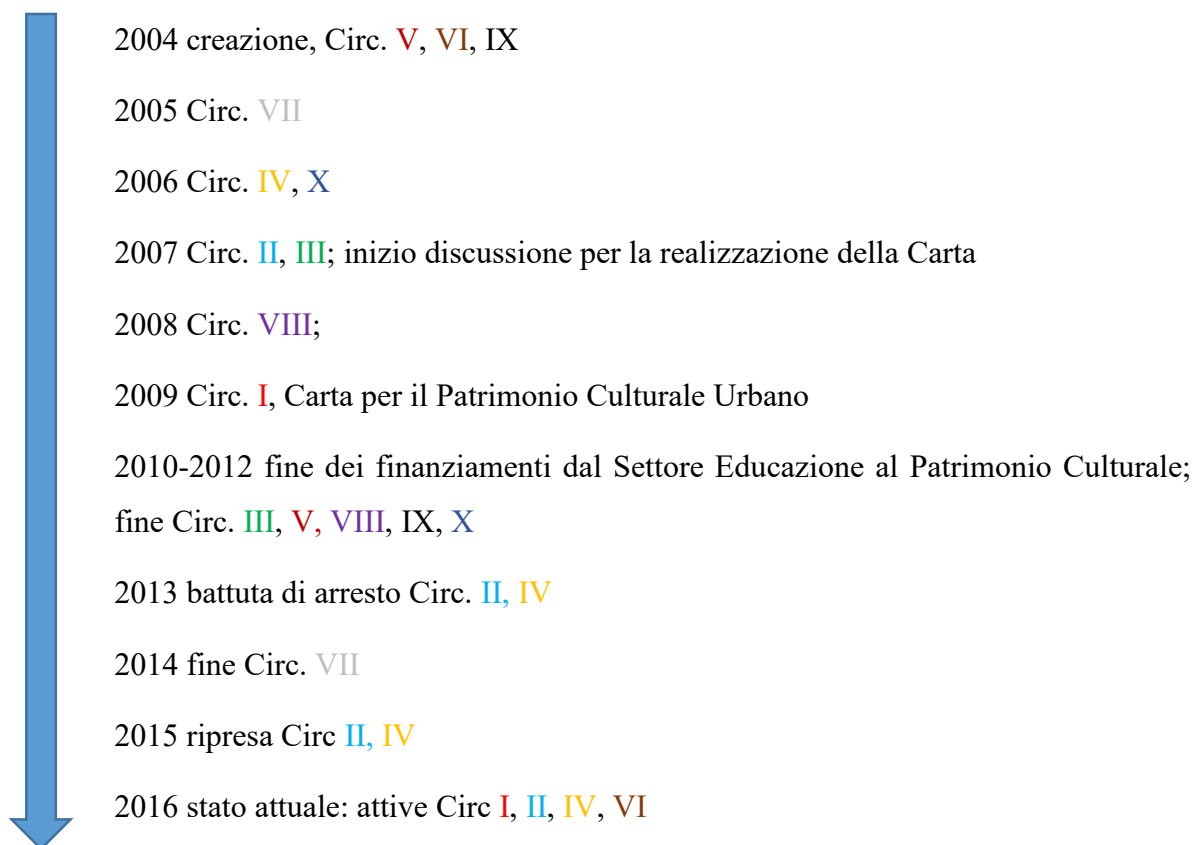 2004 creazione, Circ. V, VI, IX
2005 Circ. VII
2006 Circ. IV, X
2007 Circ. II, III; inizio discussione per la realizzazione della Carta
2008 Circ. VIII;
2009 Circ. I, Carta per il Patrimonio Culturale Urbano
2010-2012 fine dei finanziamenti dal Settore Educazione al Patrimonio Culturale;
fine Circ. III, V, VIII, IX, X
2013 battuta di arresto Circ. II, IV
2014 fine Circ. VII
2015 ripresa Circ II, IV
2016 stato attuale: attive Circ I, II, IV, VI